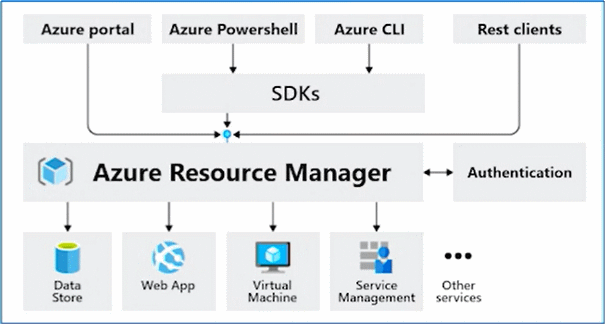 Azure portal
Azure Powershell
Azure CLI
Rest clients
SDKs
Azure Resource Manager
Authentication
Data
Store
Web App
Virtual
Machine
Service
Management
Other
services